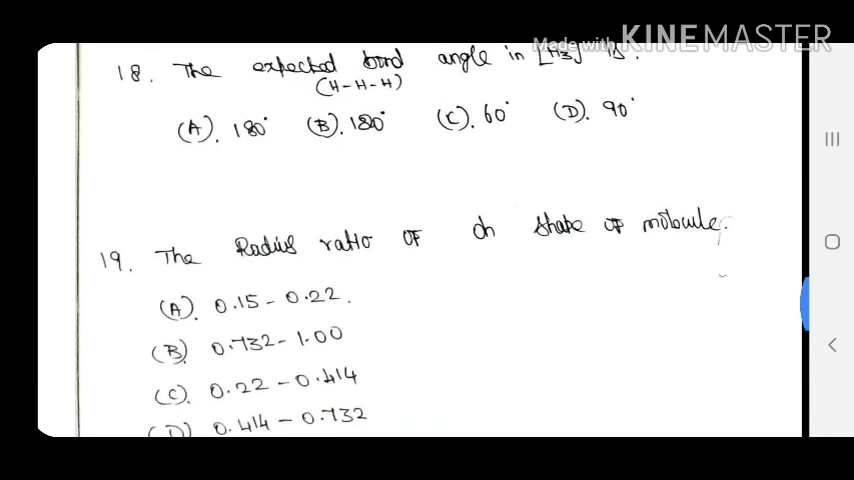 Made with KINEMASTER
18. The expected bond angle in [H3] is.
(H-H-H)
(A). 180° (B). 180° (C). 60° (D). 90°
19. The Radius ratio OF oh shape OF molecule.
(A). 0.15 - 0.22.
(B). 0.732 - 1.00
(C). 0.22 - 0.414
(D) 0.414 - 0.732